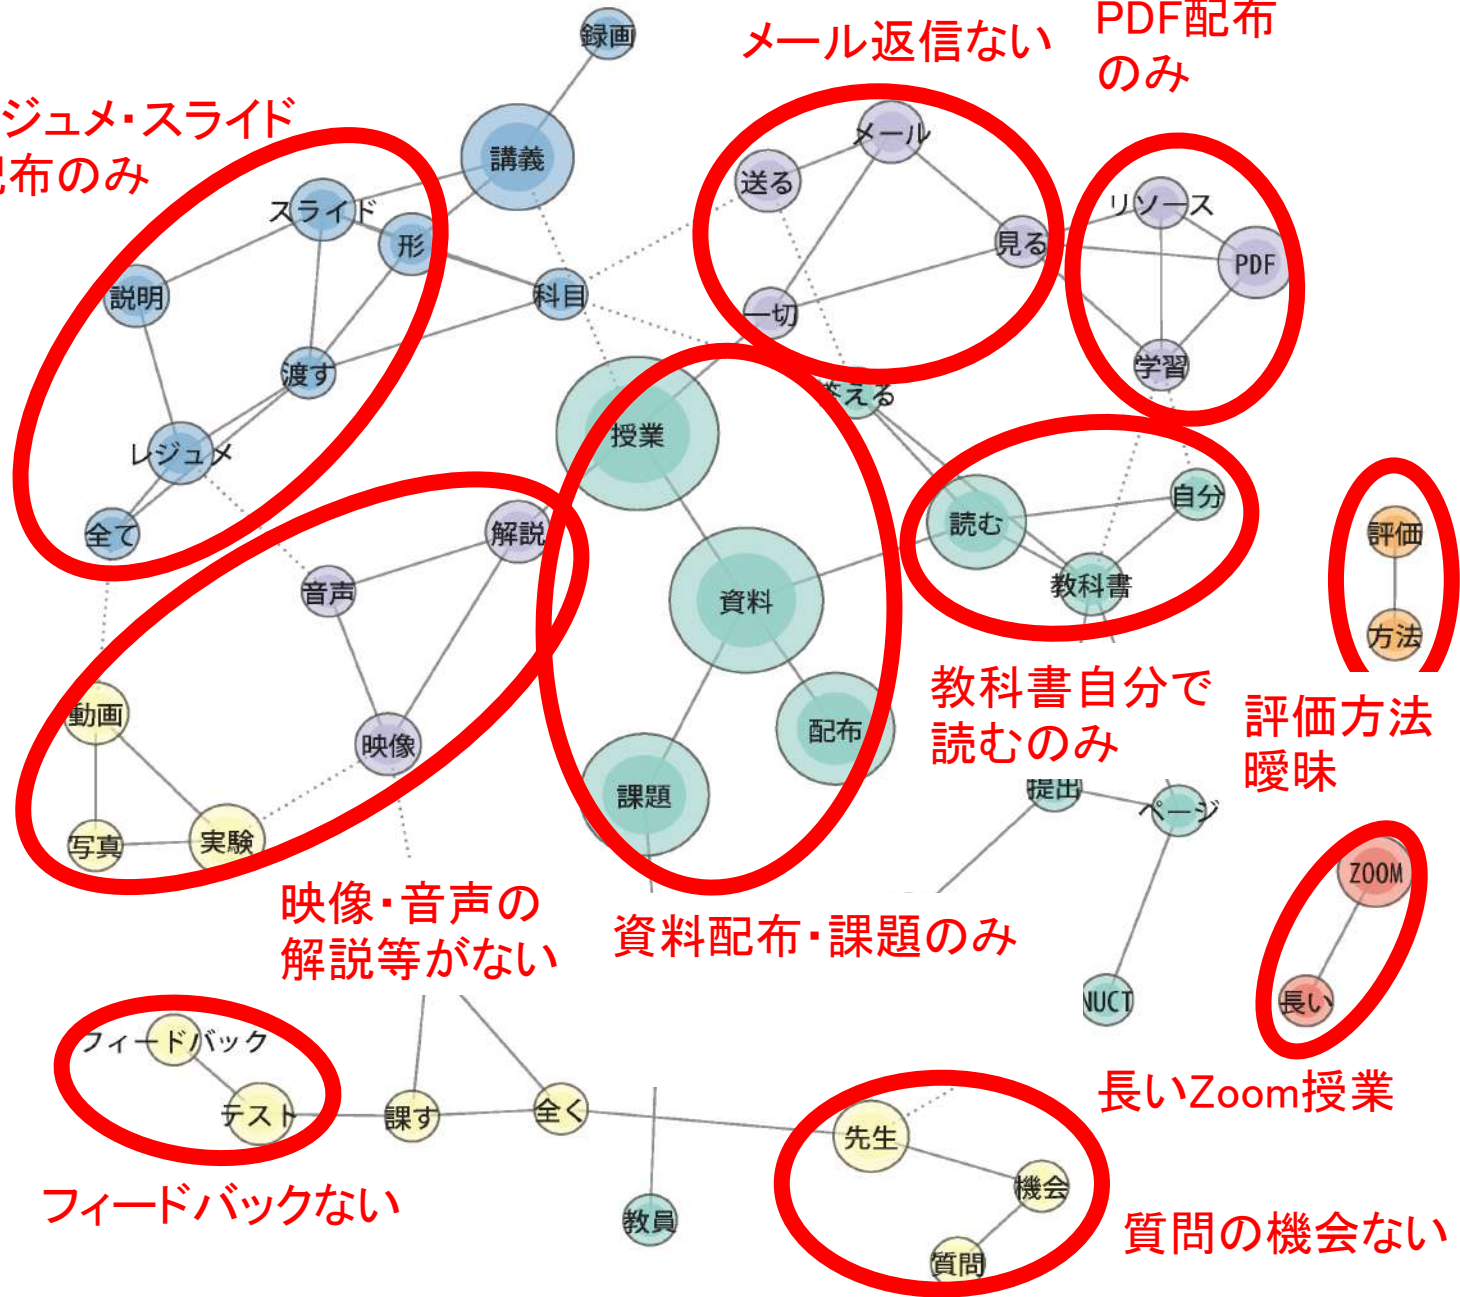 録画
メール返信ない
PDF配布
のみ
ジュメ・スライド
布のみ
講義
メール
送る
スライド
形
リソース
見る
PDF
説明
科目
一切
渡す
学習
答える
授業
レジュメ
全て
自分
解説
読む
評価
音声
教科書
資料
方法
教科書自分で
読むのみ
評価方法
曖昧
動画
映像
配布
課題
提出
ページ
写真
実験
ZOOM
映像・音声の
解説等がない
資料配布・課題のみ
NUCT
長い
長いZoom授業
フィードバック
テスト
課す
全く
先生
機会
フィードバックない
教員
質問の機会ない
質問